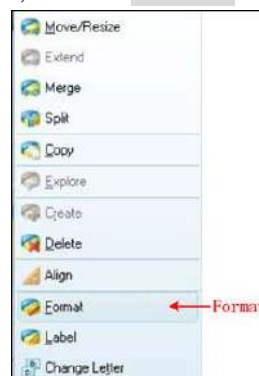 Move/Resize
Extend
Merge
Split
Copy
Explore
Create
Delete
Align
Format
Format
Label
Change Letter